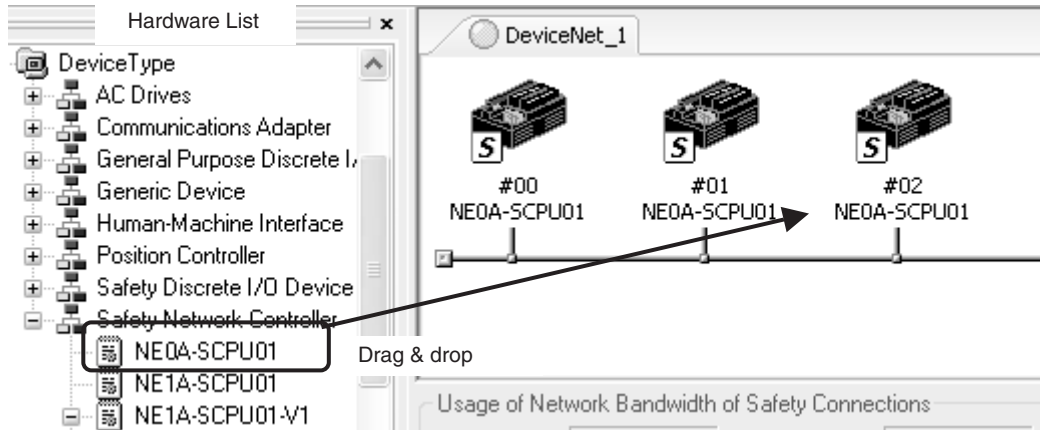 Hardware List
DeviceType
AC Drives
Communications Adapter
General Purpose Discrete I/
Generic Device
Human-Machine Interface
Position Controller
Safety Discrete I/O Device
Safety Network Controller
NE0A-SCPU01
NE1A-SCPU01
NE1A-SCPU01-V1
Drag & drop
DeviceNet_1
S
#00
NE0A-SCPU01
S
#01
NE0A-SCPU01
S
#02
NE0A-SCPU01
Usage of Network Bandwidth of Safety Connections